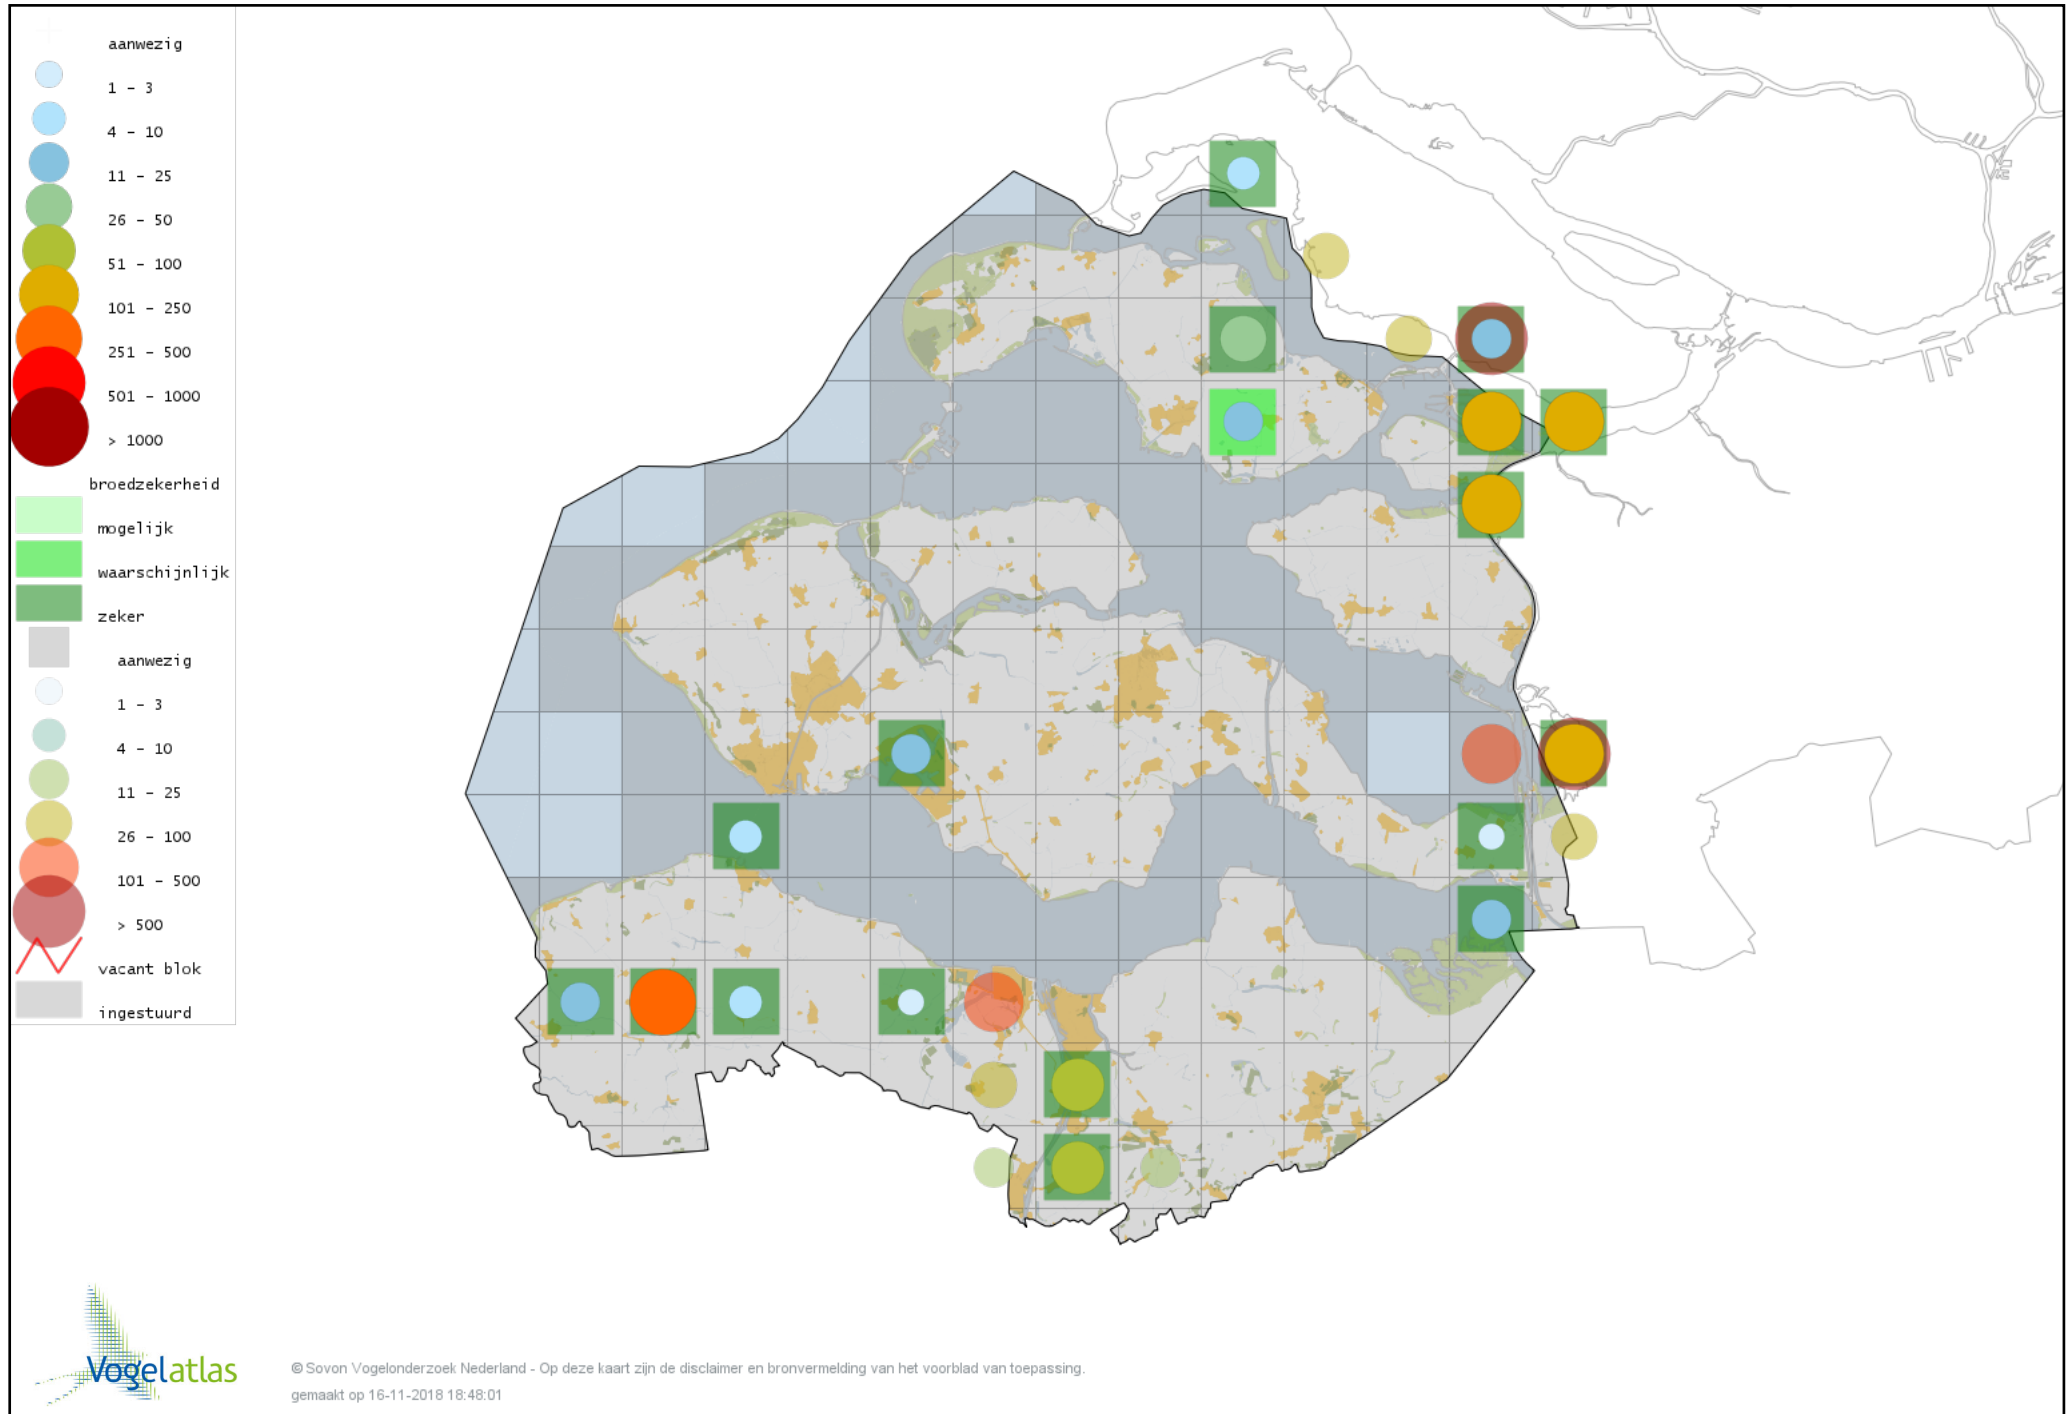 aanwezig
1 - 3
4 - 10
11 - 25
26 - 50
51 - 100
101 - 250
251 - 500
501 - 1000
> 1000
broedzekerheid
mogelijk
waarschijnlijk
zeker
aanwezig
1 - 3
4 - 10
11 - 25
26 - 100
101 - 500
> 500
vacant blok
ingestuurd
Vogelatlas
© Sovon Vogelonderzoek Nederland - Op deze kaart zijn de disclaimer en bronvermelding van het voorblad van toepassing.
gemaakt op 16-11-2018 18:48:01